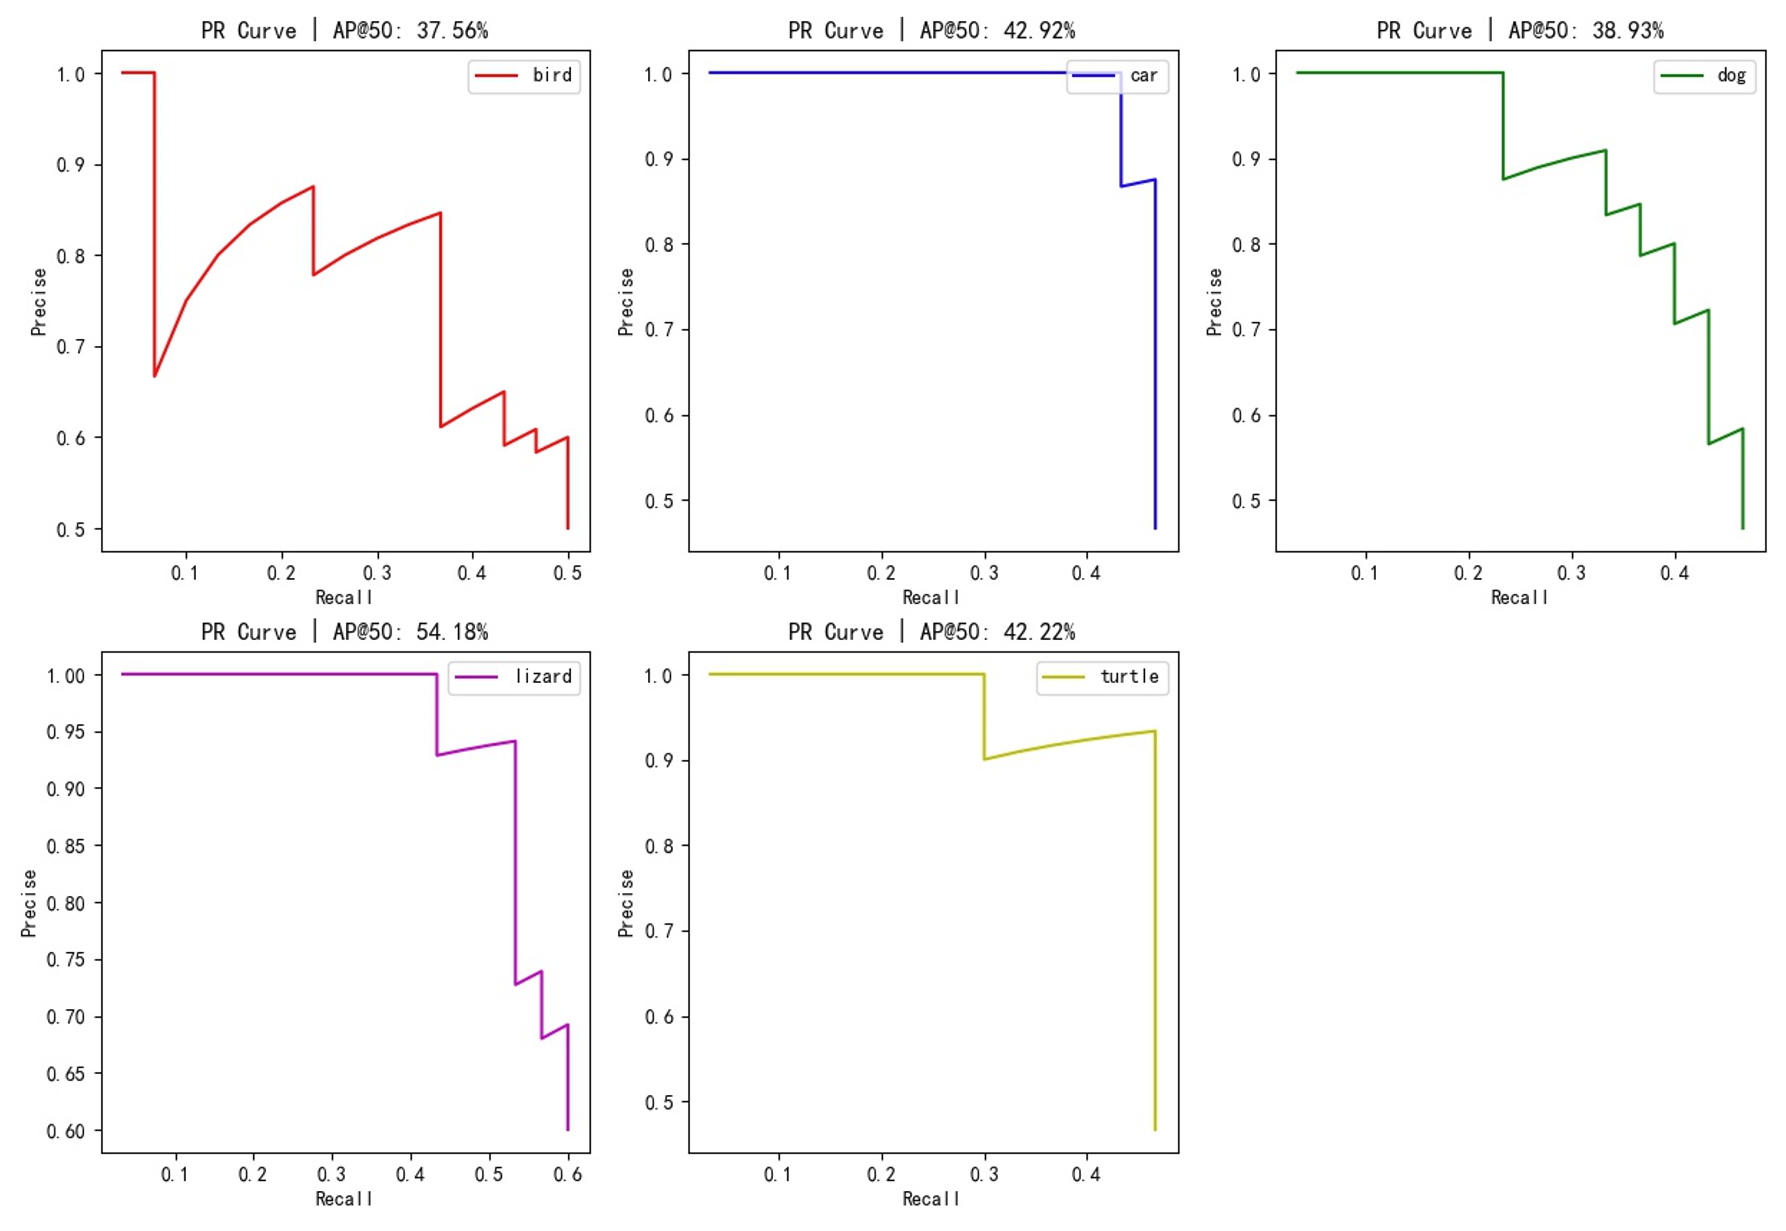 PR Curve | AP@50: 37.56%
bird
1.0
0.9
0.8
0.7
0.6
0.5
Precise
0.1 0.2 0.3 0.4 0.5
Recall
PR Curve | AP@50: 42.92%
car
1.0
0.9
0.8
0.7
0.6
0.5
Precise
0.1 0.2 0.3 0.4
Recall
PR Curve | AP@50: 38.93%
dog
1.0
0.9
0.8
0.7
0.6
0.5
Precise
0.1 0.2 0.3 0.4
Recall
PR Curve | AP@50: 54.18%
lizard
1.00
0.95
0.90
0.85
0.80
0.75
0.70
0.65
0.60
Precise
0.1 0.2 0.3 0.4 0.5 0.6
Recall
PR Curve | AP@50: 42.22%
turtle
1.0
0.9
0.8
0.7
0.6
0.5
Precise
0.1 0.2 0.3 0.4
Recall